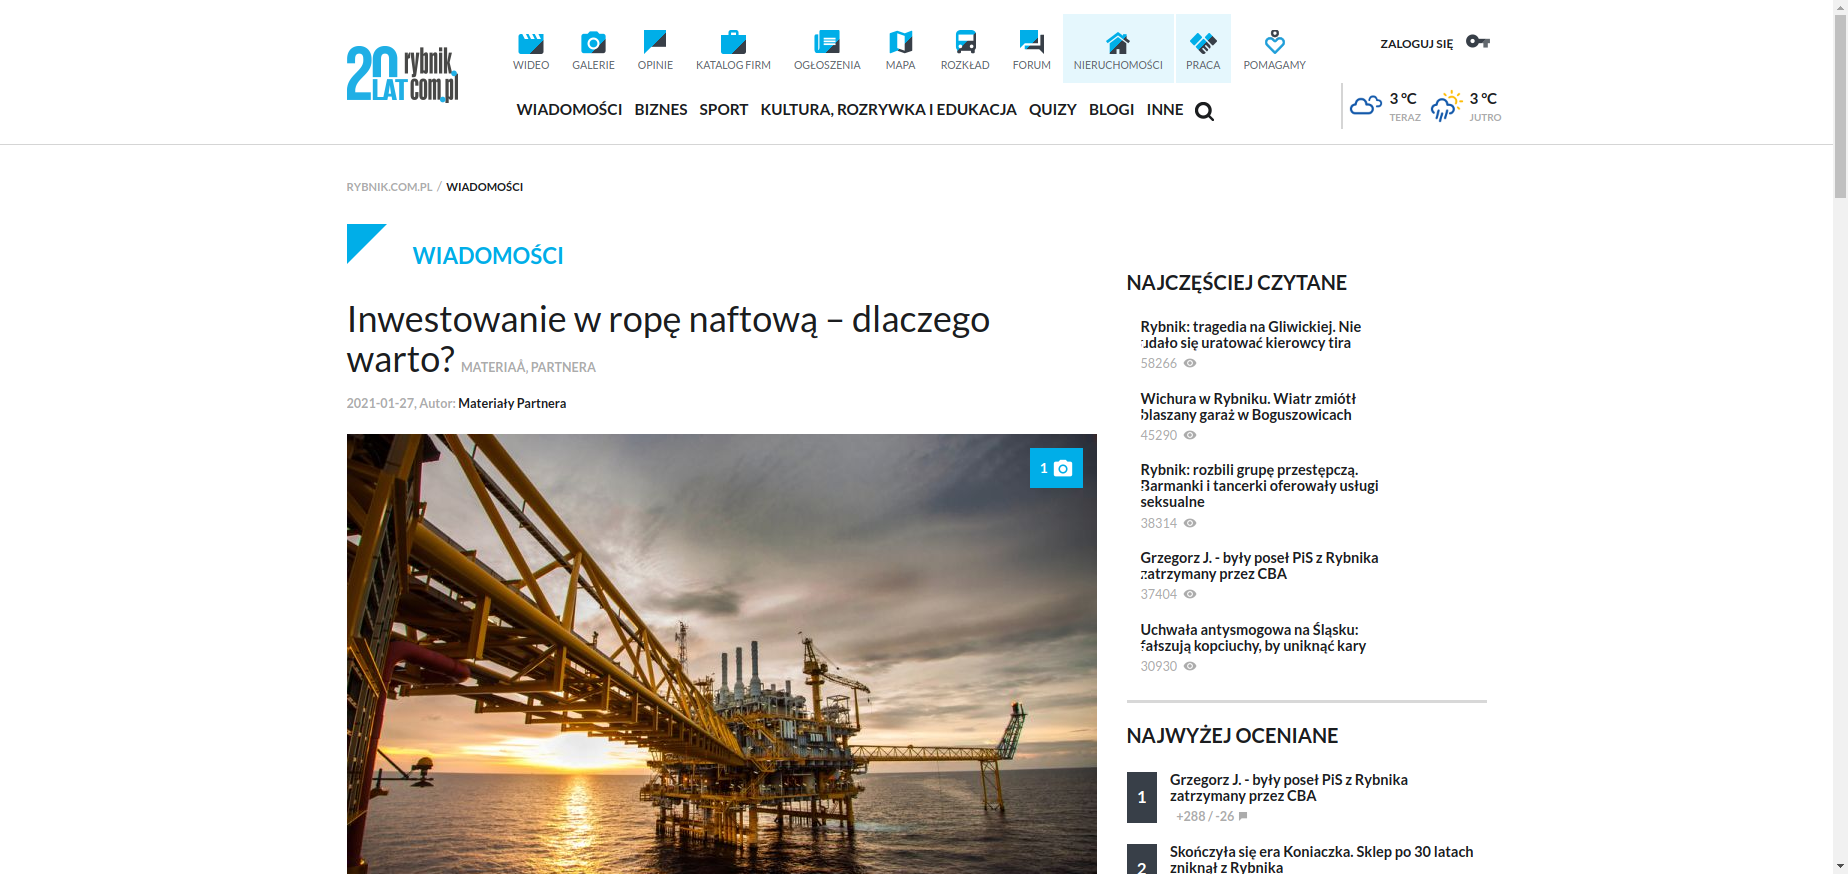 20 LAT rybnik.com.pl
WIDEO
GALERIE
OPINIE
KATALOG FIRM
OGŁOSZENIA
MAPA
ROZKŁAD
FORUM
NIERUCHOMOŚCI
PRACA
POMAGAMY
ZALOGUJ SIĘ
WIADOMOŚCI BIZNES SPORT KULTURA, ROZRYWKA I EDUKACJA QUIZY BLOGI INNE
3 °C
TERAZ
3 °C
JUTRO
RYBNIK.COM.PL / WIADOMOŚCI
WIADOMOŚCI
Inwestowanie w ropę naftową – dlaczego
warto? MATERIAÅ‚ PARTNERA
2021-01-27, Autor: Materiały Partnera
1
NAJCZĘŚCIEJ CZYTANE
Rybnik: tragedia na Gliwickiej. Nie
udało się uratować kierowcy tira
58266
Wichura w Rybniku. Wiatr zmiótł
blaszany garaż w Boguszowicach
45290
Rybnik: rozbili grupę przestępczą.
Barmanki i tancerki oferowały usługi
seksualne
38314
Grzegorz J. - były poseł PiS z Rybnika
zatrzymany przez CBA
37404
Uchwała antysmogowa na Śląsku:
fałszują kopciuchy, by uniknąć kary
30930
NAJWYŻEJ OCENIANE
1
Grzegorz J. - były poseł PiS z Rybnika
zatrzymany przez CBA
+288 / -26
2
Skończyła się era Koniaczka. Sklep po 30 latach
zniknął z Rybnika